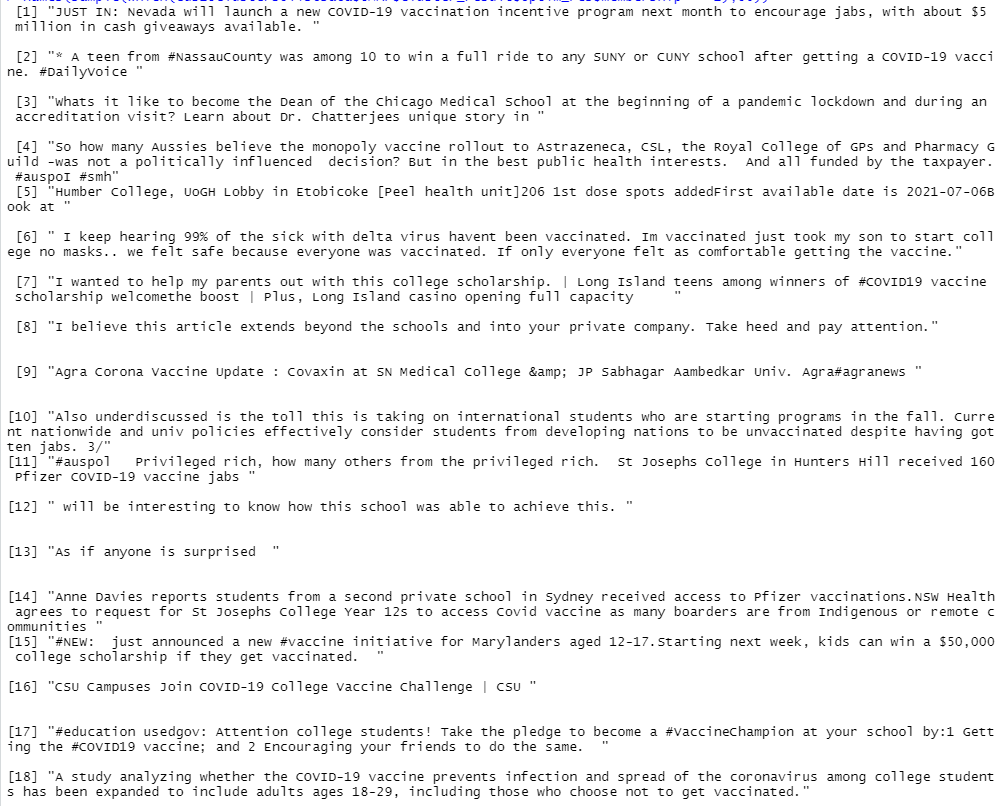 [1] "JUST IN: Nevada will launch a new COVID-19 vaccination incentive program next month to encourage jabs, with about $5
million in cash giveaways available. "
[2] "* A teen from #NassauCounty was among 10 to win a full ride to any SUNY or CUNY school after getting a COVID-19 vacci
ne. #DailyVoice "
[3] "Whats it like to become the Dean of the Chicago Medical School at the beginning of a pandemic lockdown and during an
accreditation visit? Learn about Dr. Chatterjees unique story in "
[4] "So how many Aussies believe the monopoly vaccine rollout to Astrazeneca, CSL, the Royal College of GPs and Pharmacy G
uild -was not a politically influenced  decision? But in the best public health interests.  And all funded by the taxpayer.
#auspoI #smh"
[5] "Humber College, UoGH Lobby in Etobicoke [Peel health unit]206 1st dose spots addedFirst available date is 2021-07-06B
ook at "
[6] " I keep hearing 99% of the sick with delta virus havent been vaccinated. Im vaccinated just took my son to start coll
ege no masks.. we felt safe because everyone was vaccinated. If only everyone felt as comfortable getting the vaccine."
[7] "I wanted to help my parents out with this college scholarship. | Long Island teens among winners of #COVID19 vaccine
scholarship welcomethe boost | Plus, Long Island casino opening full capacity     "
[8] "I believe this article extends beyond the schools and into your private company. Take heed and pay attention."
[9] "Agra Corona Vaccine Update : Covaxin at SN Medical College &amp; JP Sabhagar Aambedkar Univ. Agra#agranews "
[10] "Also underdiscussed is the toll this is taking on international students who are starting programs in the fall. Curre
nt nationwide and univ policies effectively consider students from developing nations to be unvaccinated despite having got
ten jabs. 3/"
[11] "#auspol   Privileged rich, how many others from the privileged rich.  St Josephs College in Hunters Hill received 160
Pfizer COVID-19 vaccine jabs "
[12] " will be interesting to know how this school was able to achieve this. "
[13] "As if anyone is surprised  "
[14] "Anne Davies reports students from a second private school in Sydney received access to Pfizer vaccinations.NSW Health
agrees to request for St Josephs College Year 12s to access Covid vaccine as many boarders are from Indigenous or remote c
ommunities "
[15] "#NEW:  just announced a new #vaccine initiative for Marylanders aged 12-17.Starting next week, kids can win a $50,000
college scholarship if they get vaccinated.  "
[16] "CSU Campuses Join COVID-19 College Vaccine Challenge | CSU "
[17] "#education usedgov: Attention college students! Take the pledge to become a #VaccineChampion at your school by:1 Gett
ing the #COVID19 vaccine; and 2 Encouraging your friends to do the same.  "
[18] "A study analyzing whether the COVID-19 vaccine prevents infection and spread of the coronavirus among college student
s has been expanded to include adults ages 18-29, including those who choose not to get vaccinated."